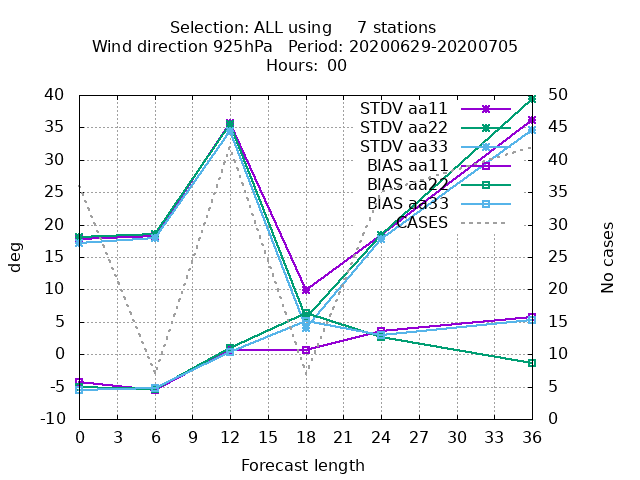 Selection: ALL using     7 stations
Wind direction 925hPa   Period: 20200629-20200705
Hours: 00
40
35
30
25
20
15
10
5
0
-5
-10
deg
STDV aa11
STDV aa22
STDV aa33
BIAS aa11
BIAS aa22
BIAS aa33
CASES
50
45
40
35
30
25
20
15
10
5
0
No cases
0 3 6 9 12 15 18 21 24 27 30 33 36
Forecast length